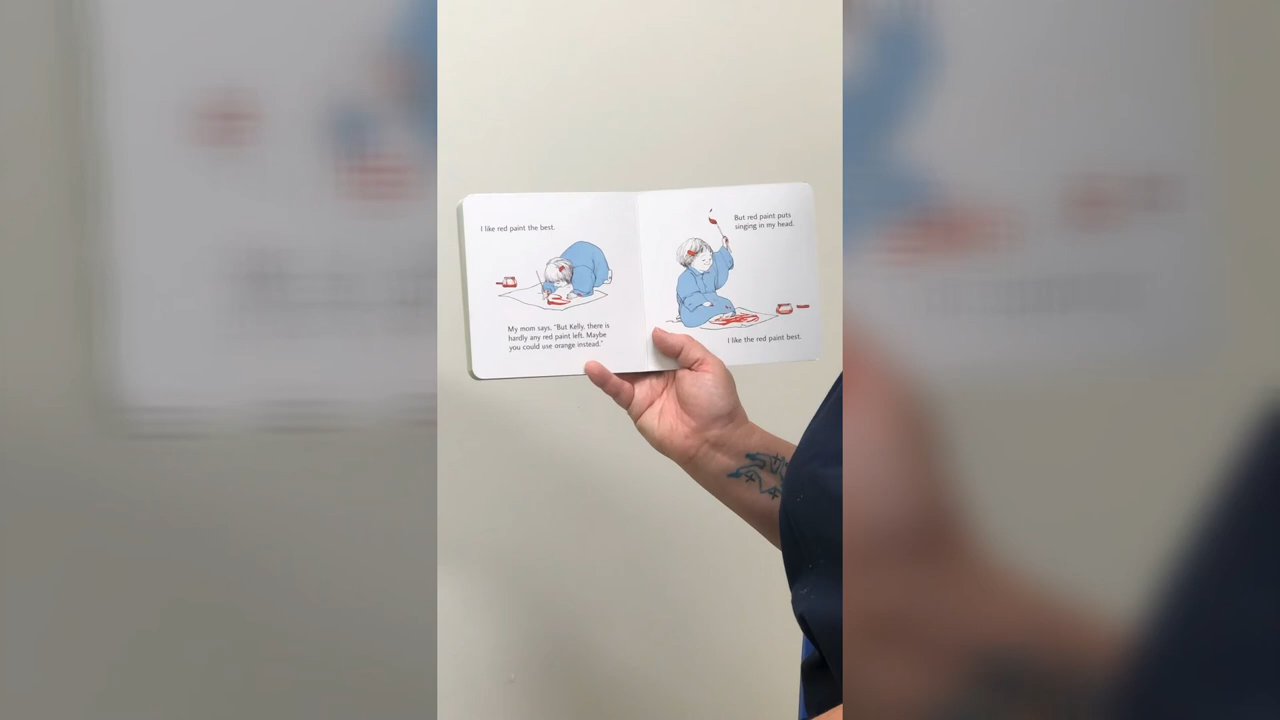 I like red paint the best.
My mom says, "But Kelly, there is
hardly any red paint left. Maybe
you could use orange instead."
But red paint puts
singing in my head.
I like the red paint best.